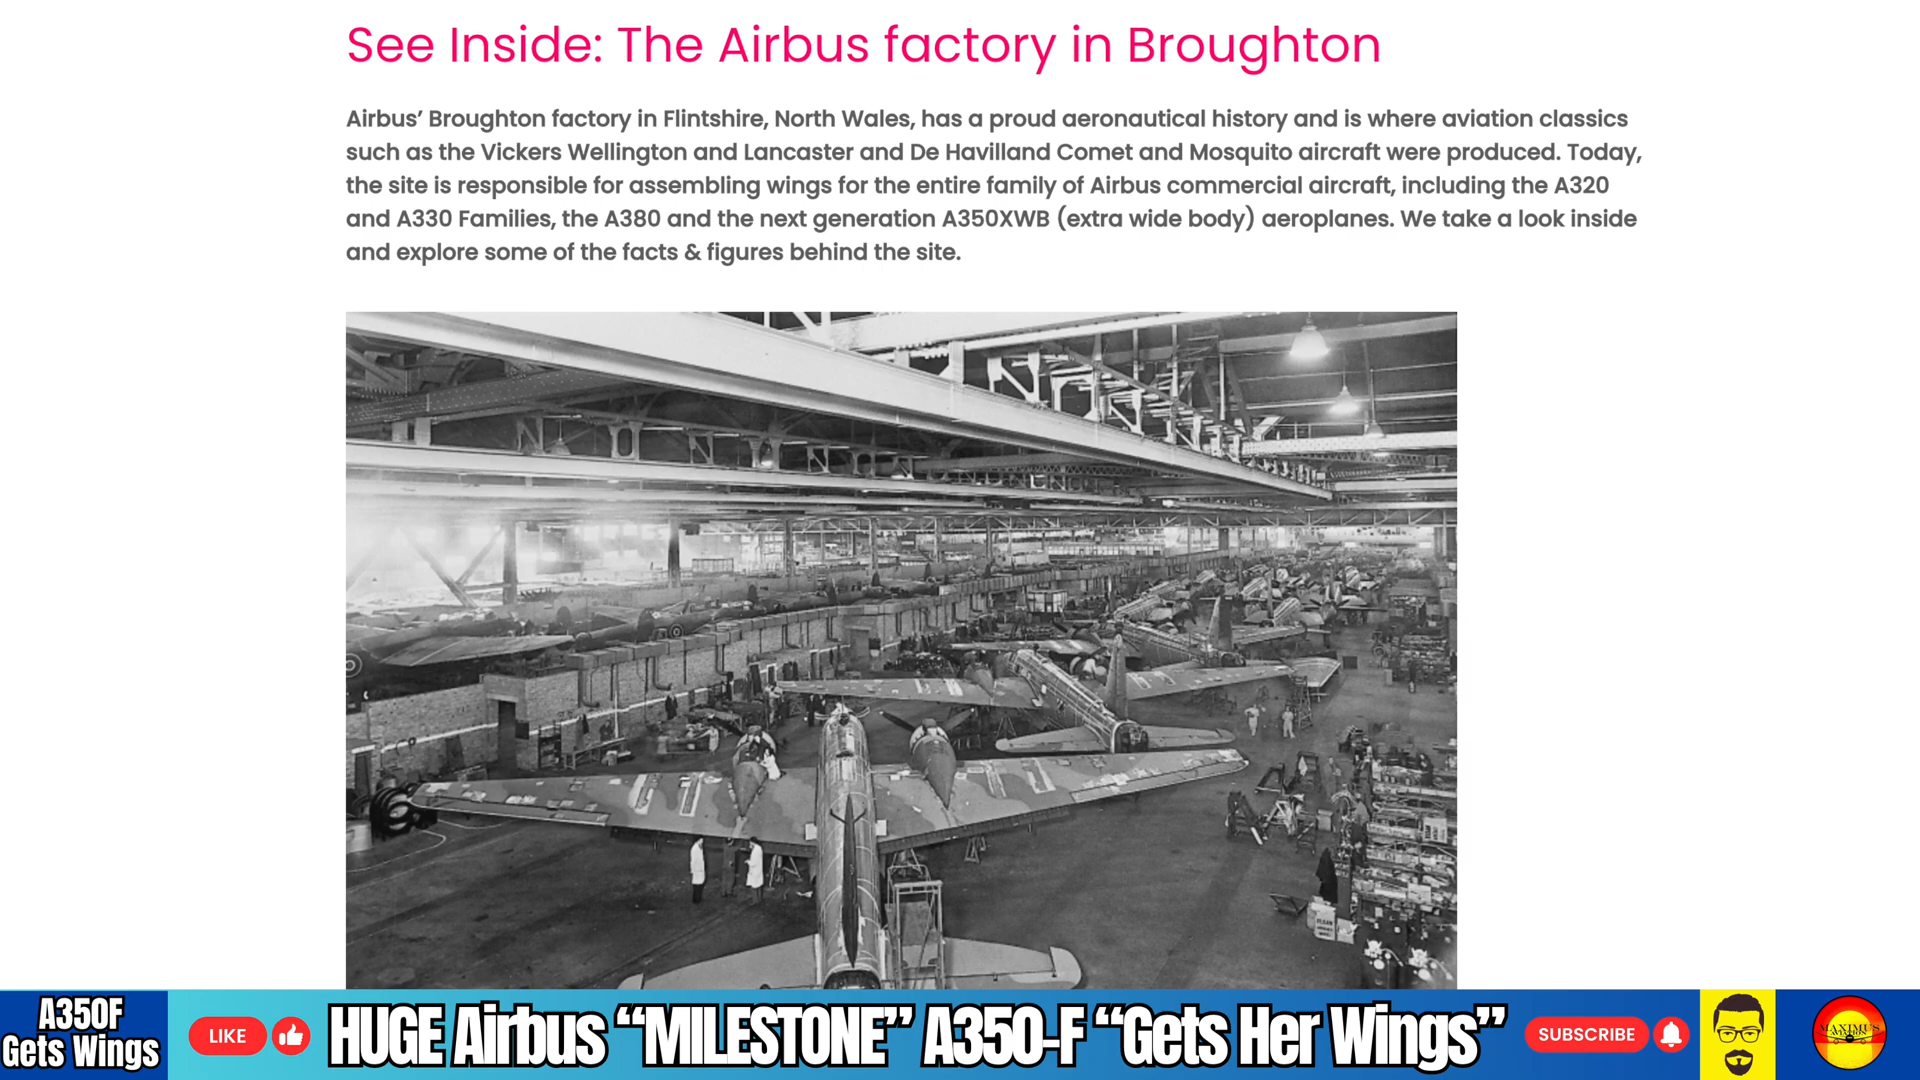 See Inside: The Airbus factory in Broughton
Airbus’ Broughton factory in Flintshire, North Wales, has a proud aeronautical history and is where aviation classics
such as the Vickers Wellington and Lancaster and De Havilland Comet and Mosquito aircraft were produced. Today,
the site is responsible for assembling wings for the entire family of Airbus commercial aircraft, including the A320
and A330 Families, the A380 and the next generation A350XWB (extra wide body) aeroplanes. We take a look inside
and explore some of the facts & figures behind the site.
A350F
Gets Wings
LIKE
HUGE Airbus “MILESTONE” A350-F “Gets Her Wings”
SUBSCRIBE
MAXIMUS
AVIATION